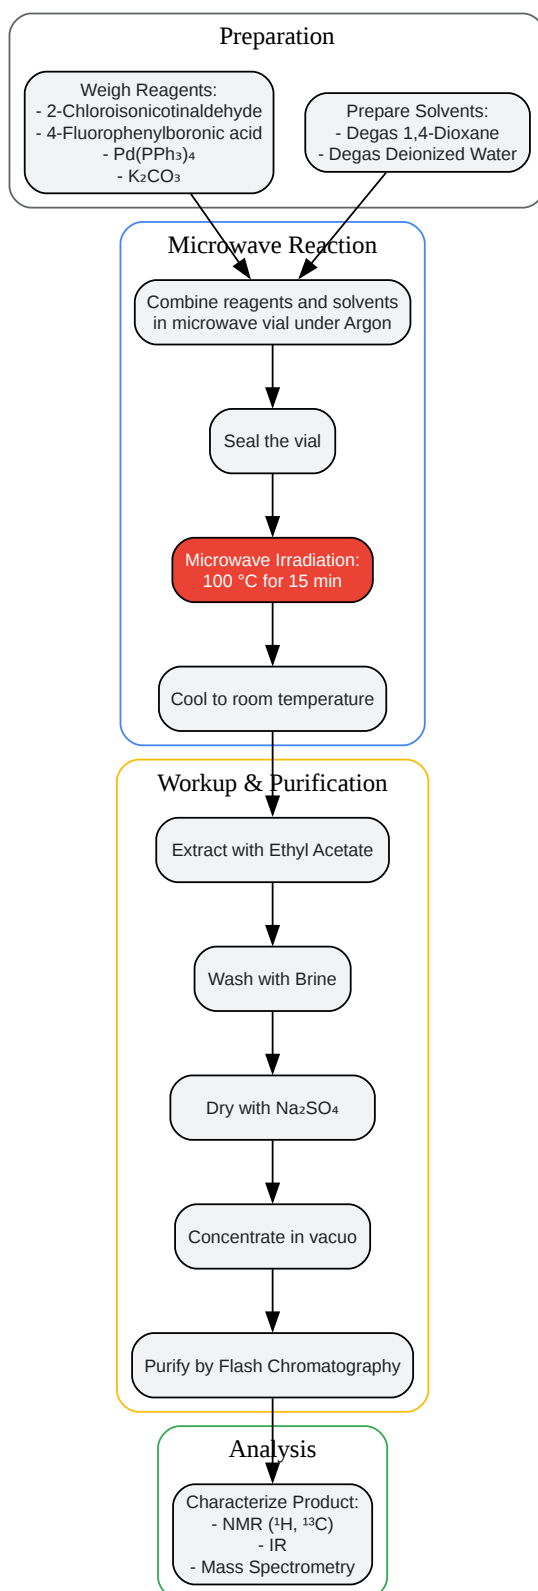 Preparation
Weigh Reagents:
- 2-Chloroisonicotinaldehyde
- 4-Fluorophenylboronic acid
- Pd(PPh₃)₄
- K₂CO₃
Prepare Solvents:
- Degas 1,4-Dioxane
- Degas Deionized Water
Microwave Reaction
Combine reagents and solvents
in microwave vial under Argon
Seal the vial
Microwave Irradiation:
100 °C for 15 min
Cool to room temperature
Workup & Purification
Extract with Ethyl Acetate
Wash with Brine
Dry with Na₂SO₄
Concentrate in vacuo
Purify by Flash Chromatography
Analysis
Characterize Product:
- NMR (¹H, ¹³C)
- IR
- Mass Spectrometry